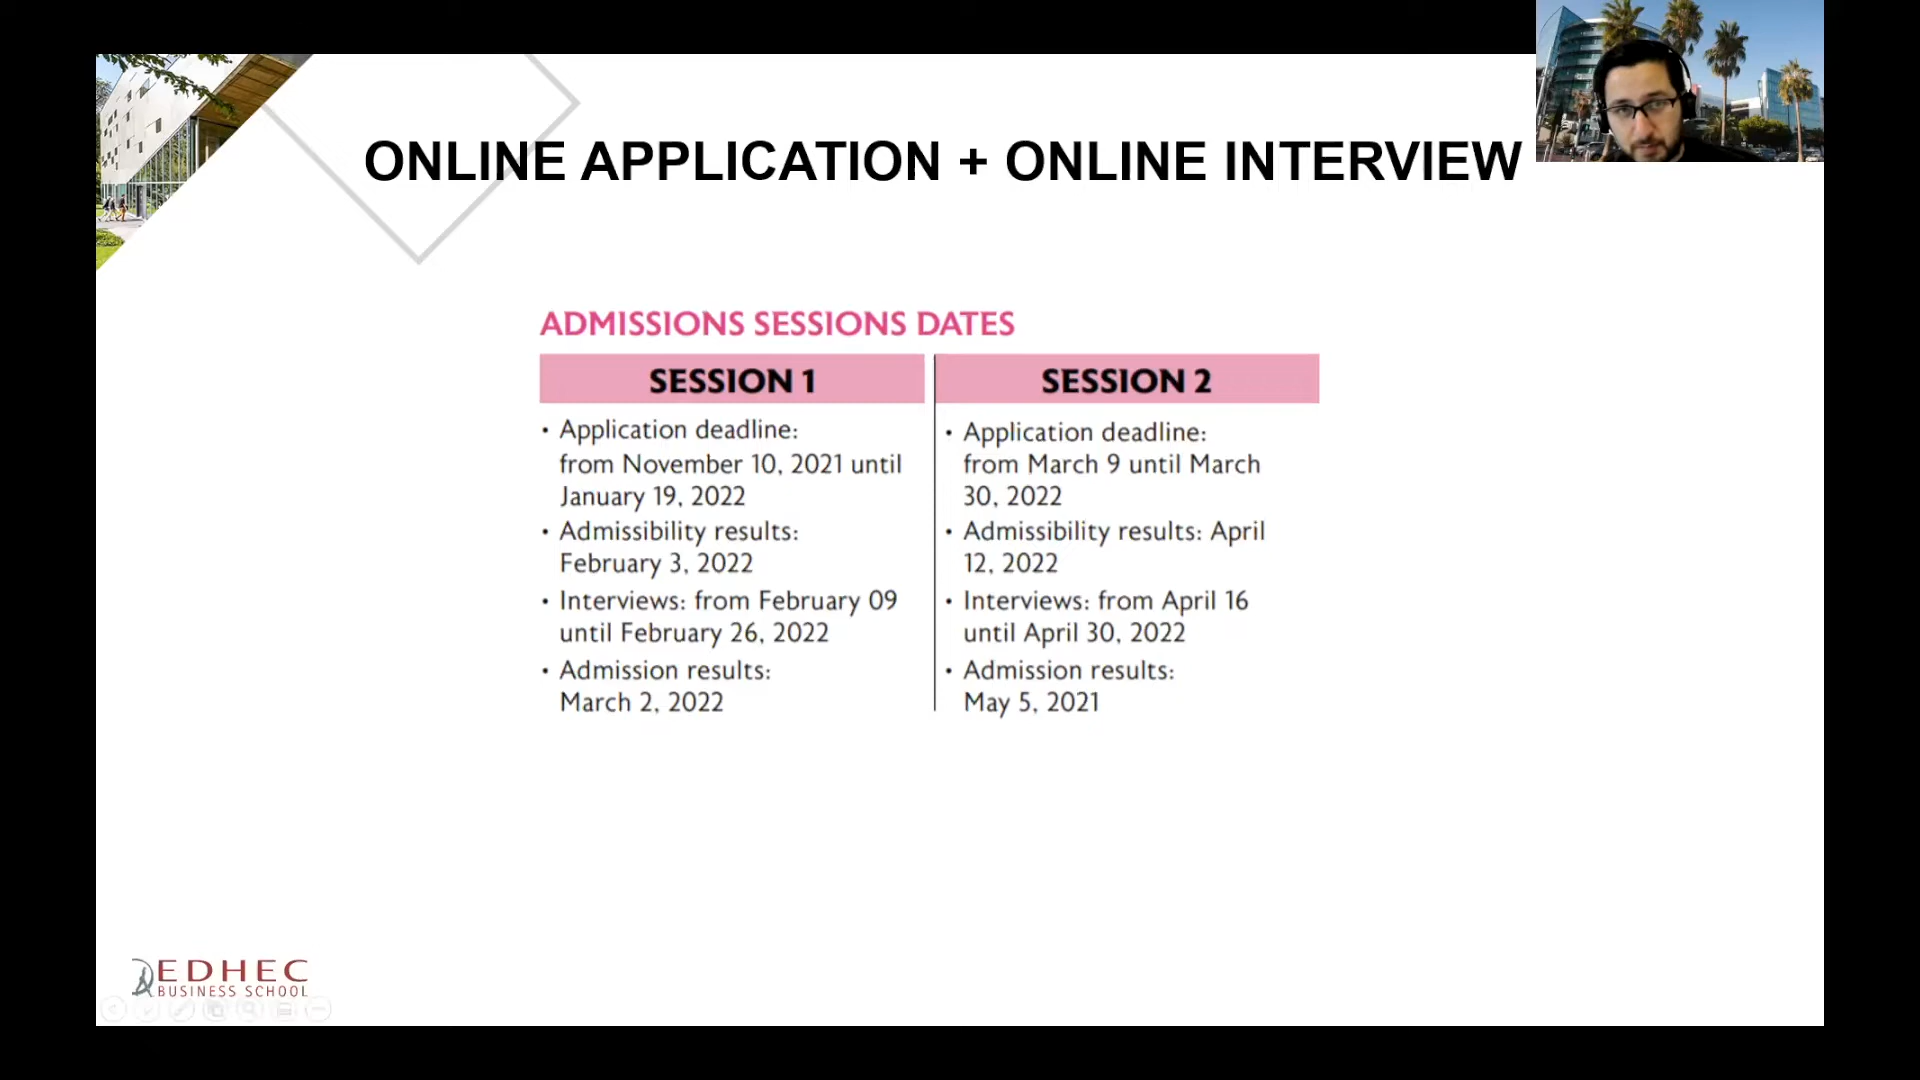 ONLINE APPLICATION + ONLINE INTERVIEW
ADMISSIONS SESSIONS DATES
SESSION 1
• Application deadline:
from November 10, 2021 until
January 19, 2022
• Admissibility results:
February 3, 2022
• Interviews: from February 09
until February 26, 2022
• Admission results:
March 2, 2022
SESSION 2
• Application deadline:
from March 9 until March
30, 2022
• Admissibility results: April
12, 2022
• Interviews: from April 16
until April 30, 2022
• Admission results:
May 5, 2021
EDHEC
BUSINESS SCHOOL